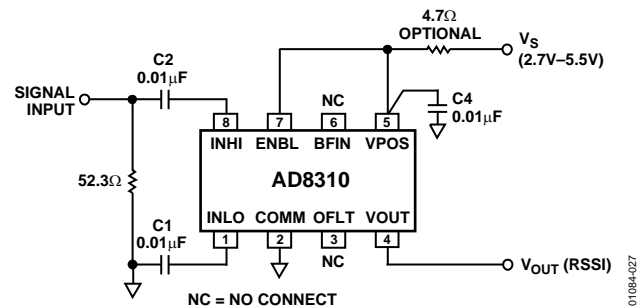 4.7Ω
OPTIONAL
VS
(2.7V–5.5V)
C2
0.01μF
SIGNAL
INPUT
NC
C4
0.01μF
8
7
6
5
INHI
ENBL
BFIN
VPOS
AD8310
52.3Ω
C1
0.01μF
INLO
COMM
OFLT
VOUT
1
2
3
4
NC
VOUT (RSSI)
NC = NO CONNECT
01084-027